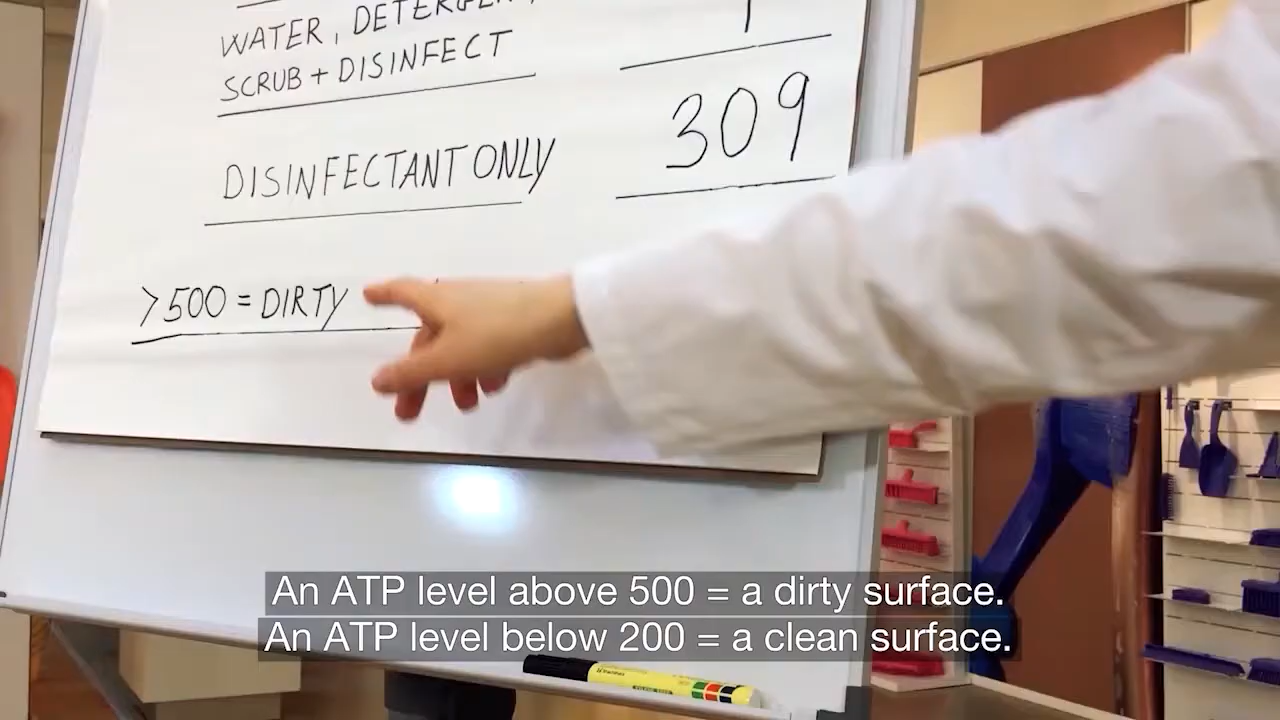 WATER, DETERGENT,
SCRUB + DISINFECT
1
DISINFECTANT ONLY
309
>500 = DIRTY
An ATP level above 500 = a dirty surface.
An ATP level below 200 = a clean surface.